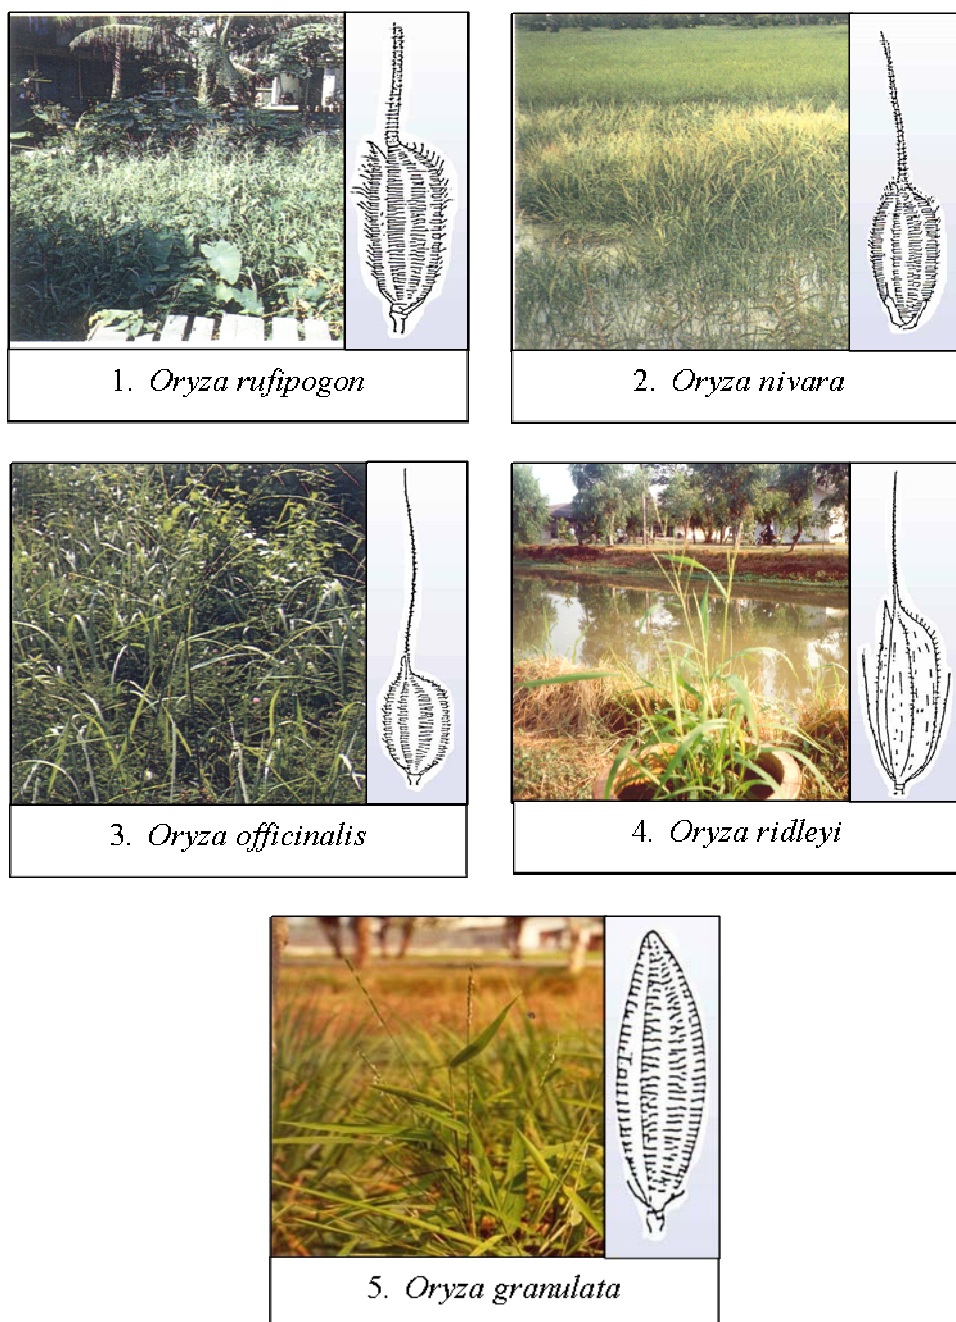 1. Oryza rufipogon
2. Oryza nivara
3. Oryza officinalis
4. Oryza ridleyi
5. Oryza granulata